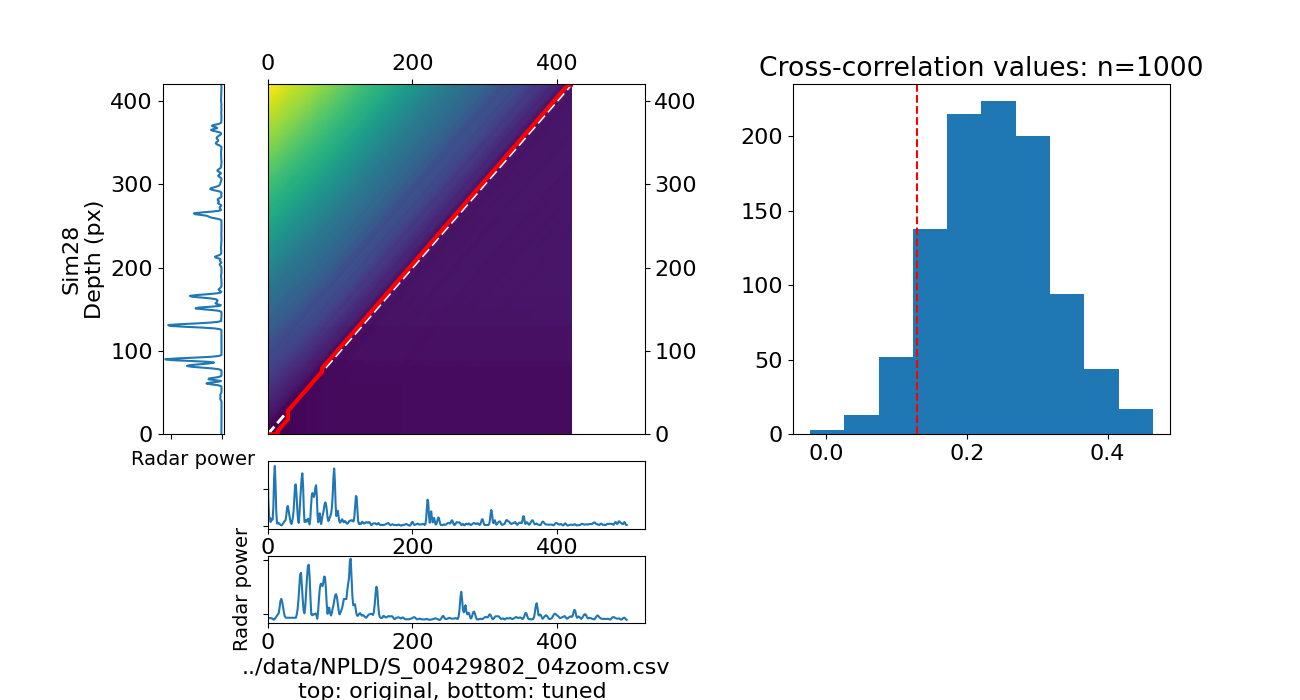 0 200 400
Cross-correlation values: n=1000
400
300
200
100
0
Sim28
Depth (px)
Radar power
400
300
200
100
0
200
150
100
50
0
0.0 0.2 0.4
0 200 400
Radar power
0 200 400
../data/NPLD/S_00429802_04zoom.csv
top: original, bottom: tuned